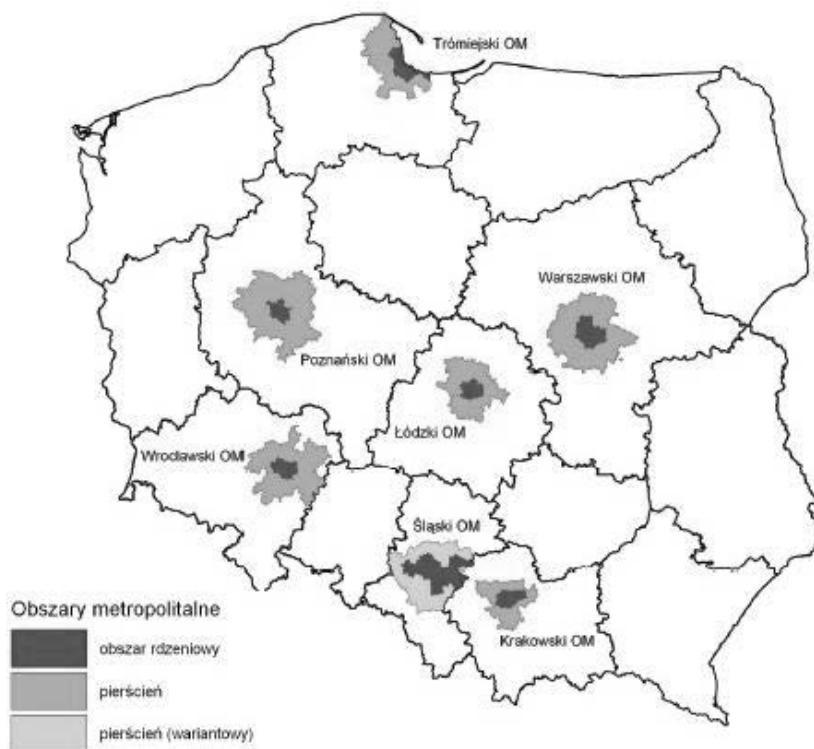 Trómiejski OM
Warszawski OM
Poznański OM
Łódzki OM
Wrocławski OM
Śląski OM
Krakowski OM
Obszary metropolitalne
obszar rdzeniowy
pierścień
pierścień (wariantowy)